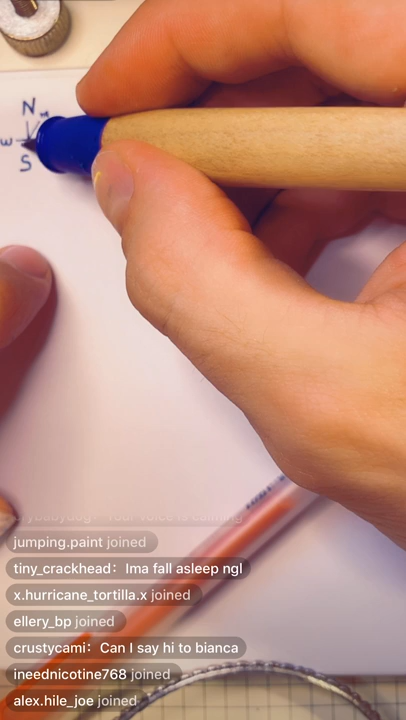 N
W
S
jumping.paint joined
tiny_crackhead: Ima fall asleep ngl
x.hurricane_tortilla.x joined
ellery_bp joined
crustycami: Can I say hi to bianca
ineednicotine768 joined
alex.hile_joe joined